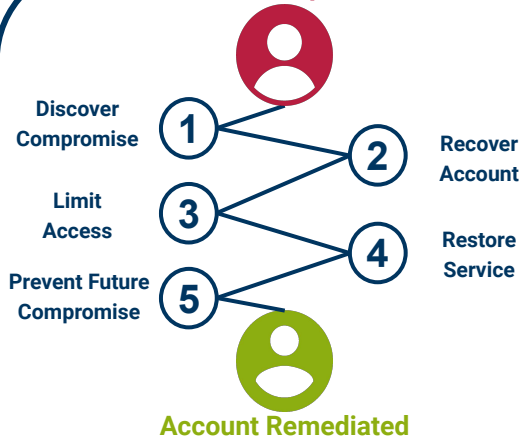 Discover
Compromise
1
2
Recover
Account
Limit
Access
3
4
Restore
Service
Prevent Future
Compromise
5
Account Remediated